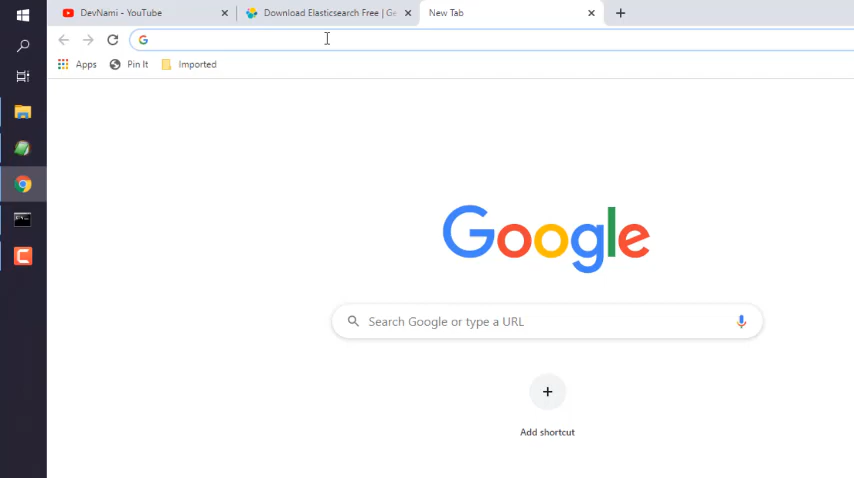 DevNami - YouTube
Download Elasticsearch Free | Ge
New Tab
Apps
Pin It
Imported
Google
Search Google or type a URL
Add shortcut